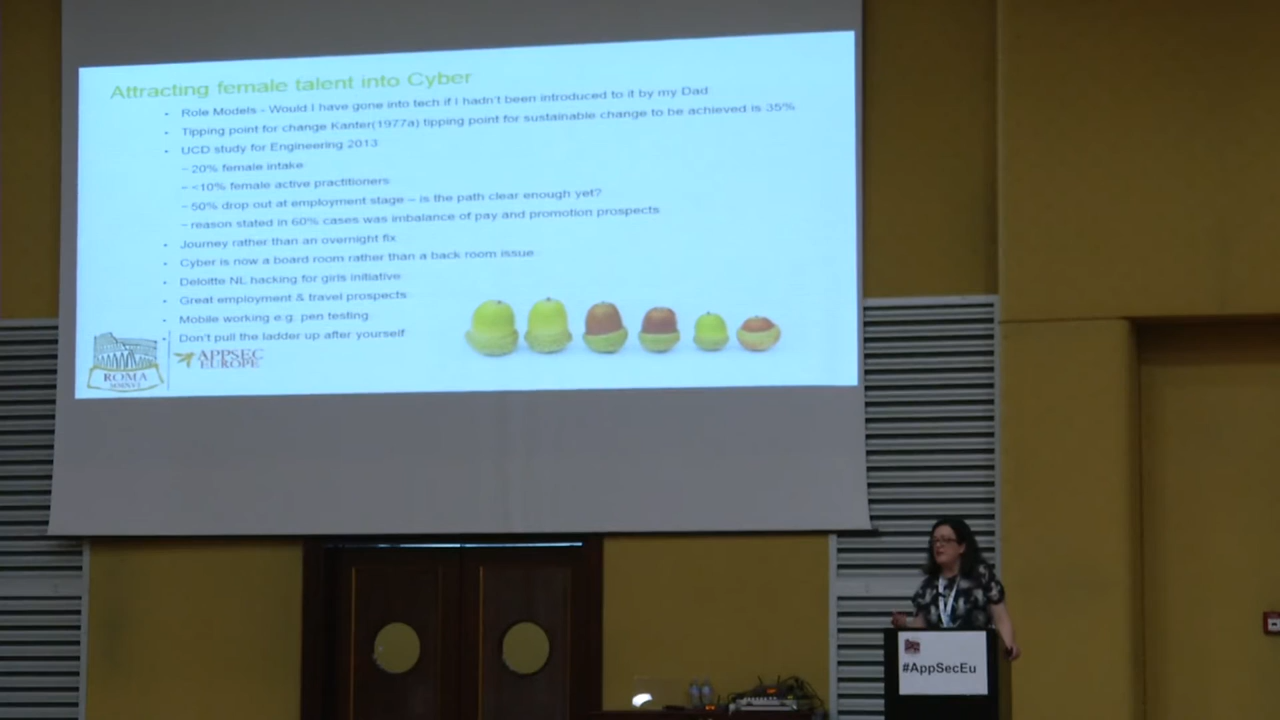 Attracting female talent into Cyber
• Role Models - Would I have gone into tech if I hadn't been introduced to it by my Dad
• Tipping point for change Kanter(1977a) tipping point for sustainable change to be achieved is 35%
• UCD study for Engineering 2013
– 20% female intake
– <10% female active practitioners
– 50% drop out at employment stage – is the path clear enough yet?
– reason stated in 60% cases was imbalance of pay and promotion prospects
• Journey rather than an overnight fix
• Cyber is now a board room rather than a back room issue
• Deloitte NL hacking for girls initiative
• Great employment & travel prospects
• Mobile working e.g. pen testing
• Don't pull the ladder up after yourself
ROMA
MMXVI
APPSEC
EUROPE
#AppSecEu